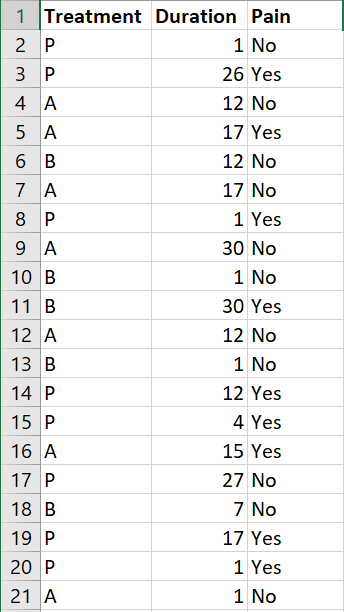 1 Treatment Duration Pain
2 P 1 No
3 P 26 Yes
4 A 12 No
5 A 17 Yes
6 B 12 No
7 A 17 No
8 P 1 Yes
9 A 30 No
10 B 1 No
11 B 30 Yes
12 A 12 No
13 B 1 No
14 P 12 Yes
15 P 4 Yes
16 A 15 Yes
17 P 27 No
18 B 7 No
19 P 17 Yes
20 P 1 Yes
21 A 1 No